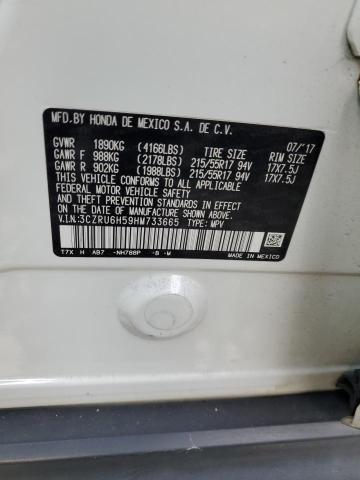 MFD.BY HONDA DE MEXICO S.A. DE C.V.
07/'17
GVWR 1890KG (4166LBS) TIRE SIZE RIM SIZE
GAWR F 988KG (2178LBS) 215/55R17 94V 17X7.5J
GAWR R 902KG (1988LBS) 215/55R17 94V 17X7.5J
THIS VEHICLE CONFORMS TO ALL APPLICABLE
FEDERAL MOTOR VEHICLE SAFETY AND THEFT PREVENTION
STANDARDS IN EFFECT ON THE DATE OF MANUFACTURE SHOWN ABOVE.
V.I.N:3CZRU6H59HM733665 TYPE: MPV
T7X H AB7 -NH788P -B -W
MADE IN MEXICO